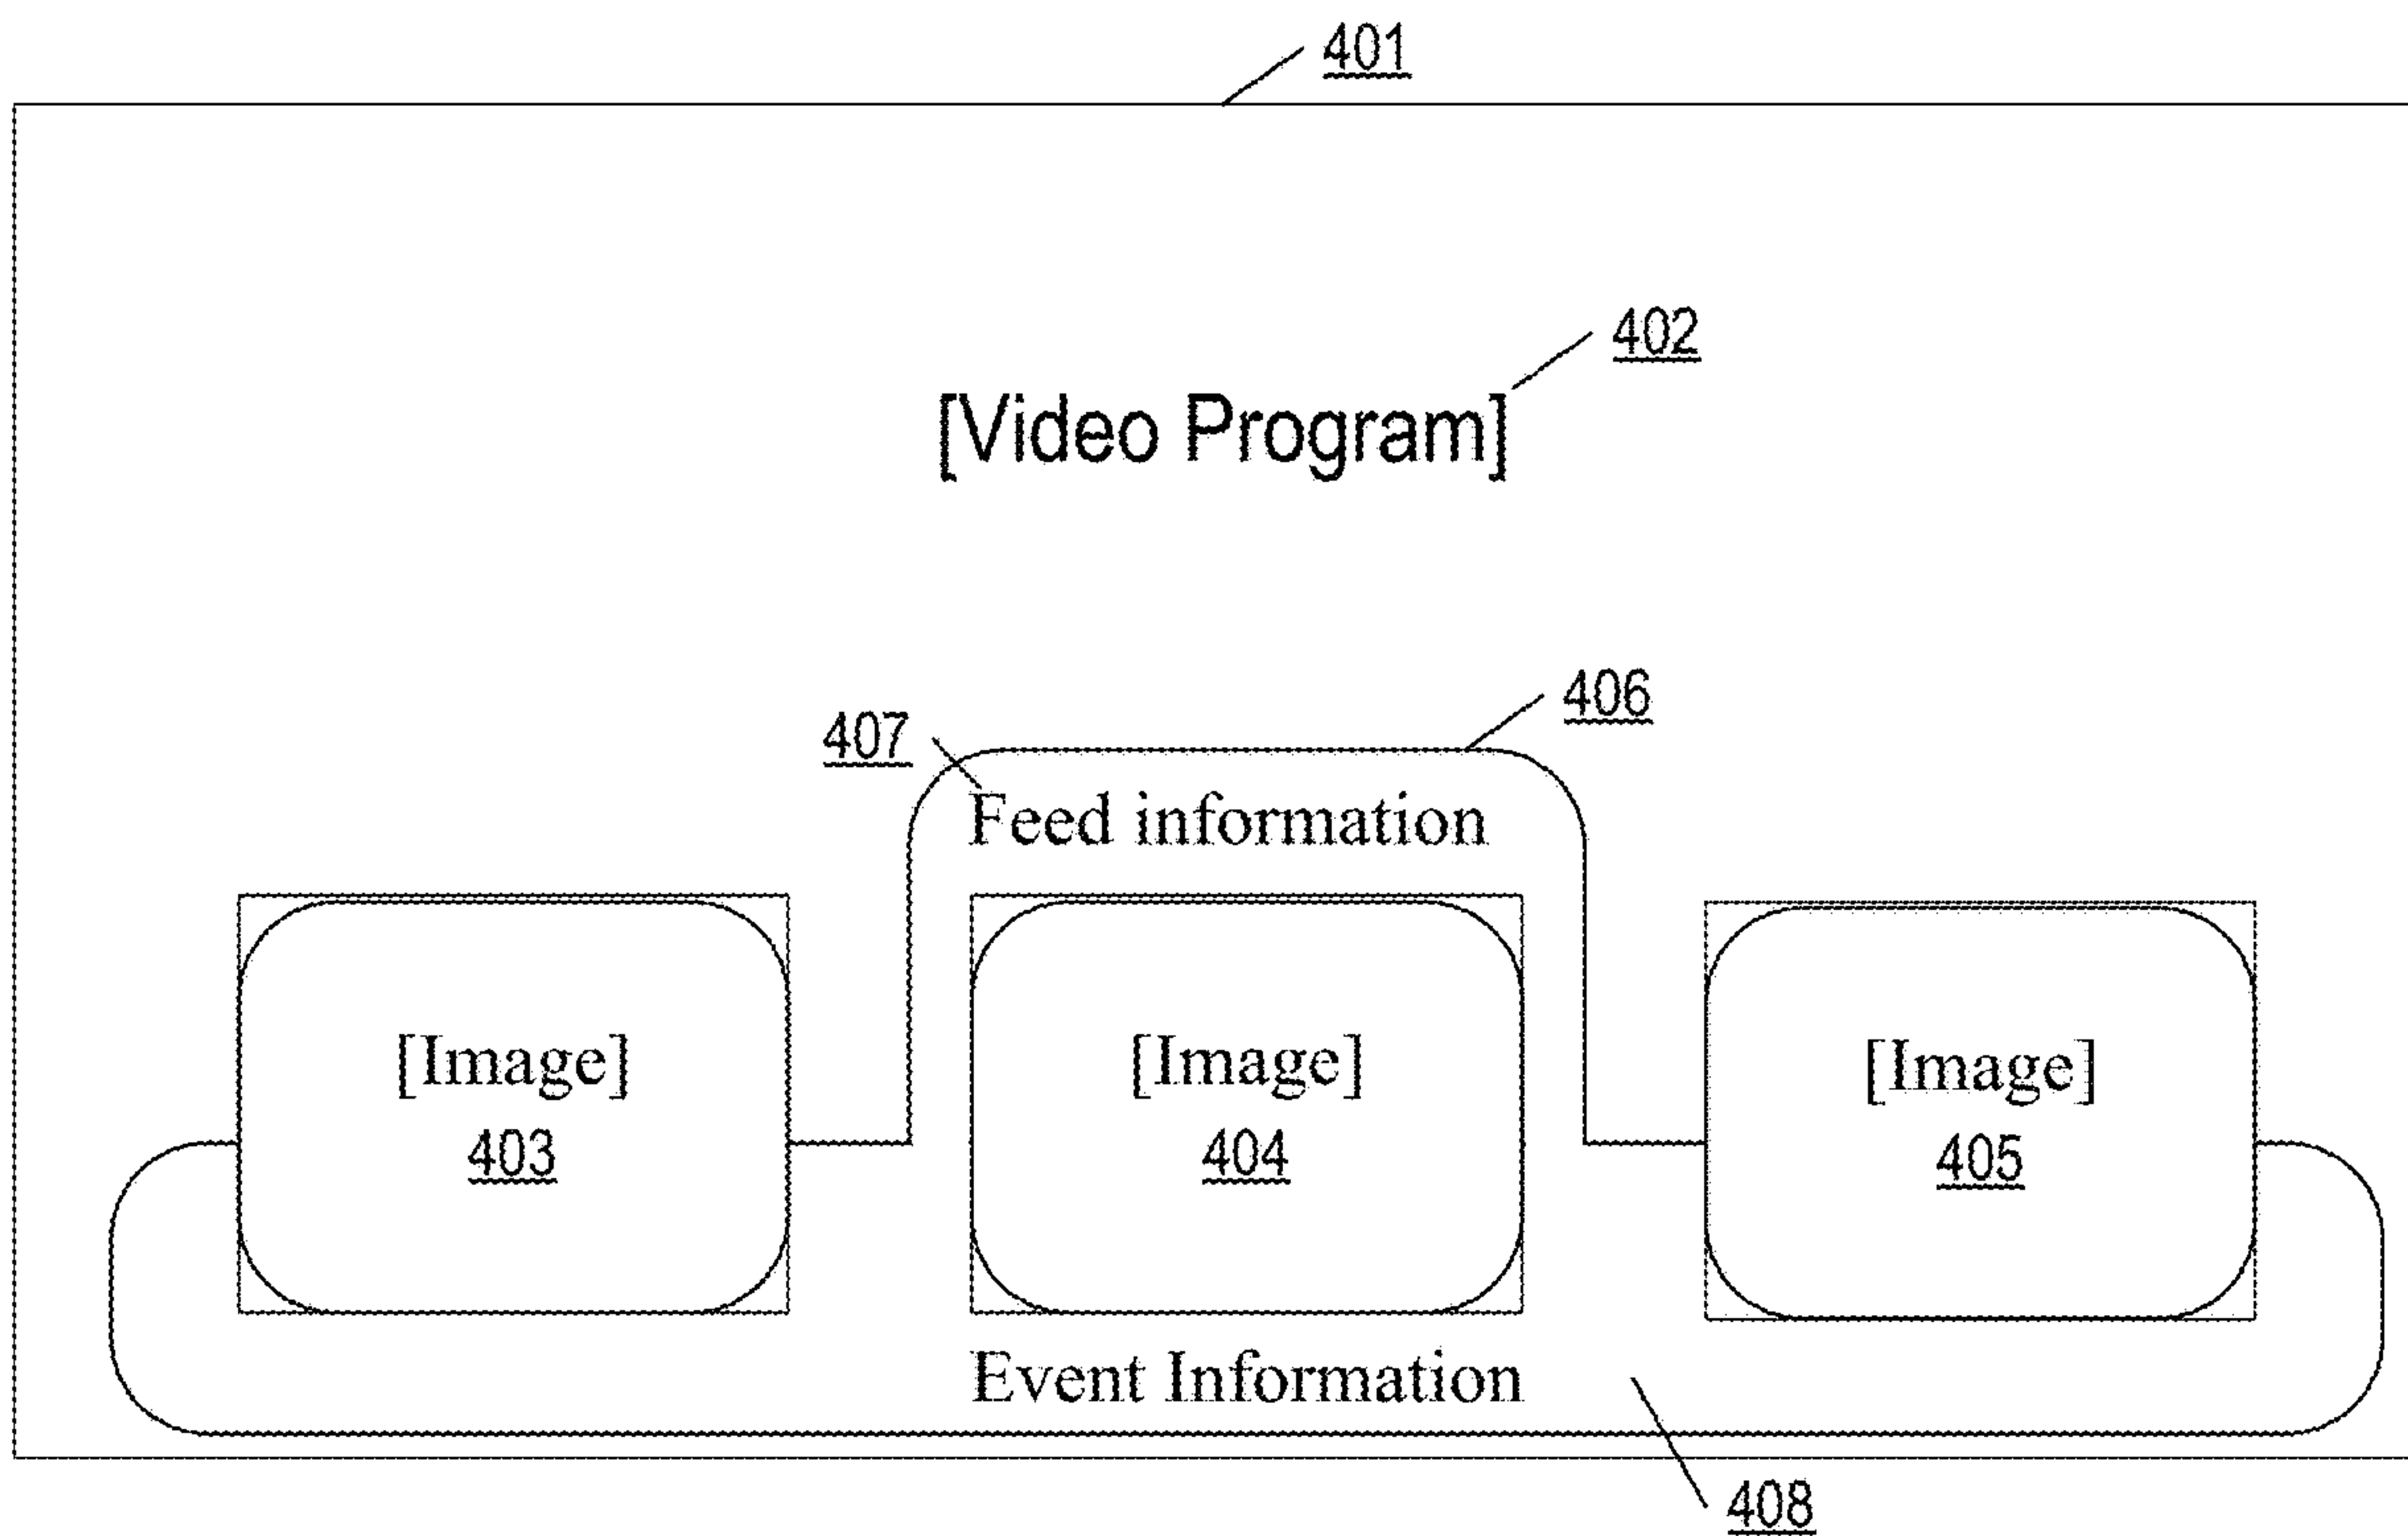 401
402
[Video Program]
406
407
Feed information
[Image] [Image] [Image]
403 404 405
Event Information
408